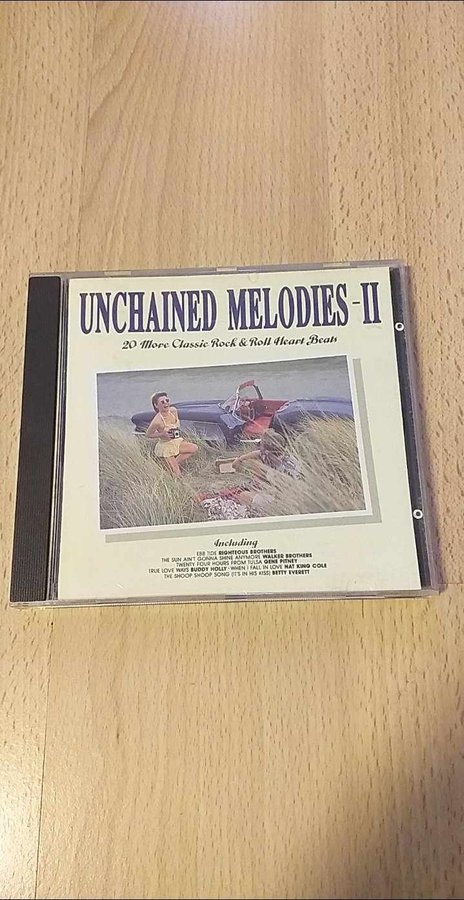 UNCHAINED MELODIES-II
20 More Classic Rock & Roll Heart Beats
Including
EBB TIDE RIGHTEOUS BROTHERS
THE SUN AIN'T GONNA SHINE ANYMORE WALKER BROTHERS
TWENTY FOUR HOURS FROM TULSA GENE PITNEY
TRUE LOVE WAYS BUDDY HOLLY · WHEN I FALL IN LOVE NAT KING COLE
THE SHOOP SHOOP SONG (IT'S IN HIS KISS) BETTY EVERETT